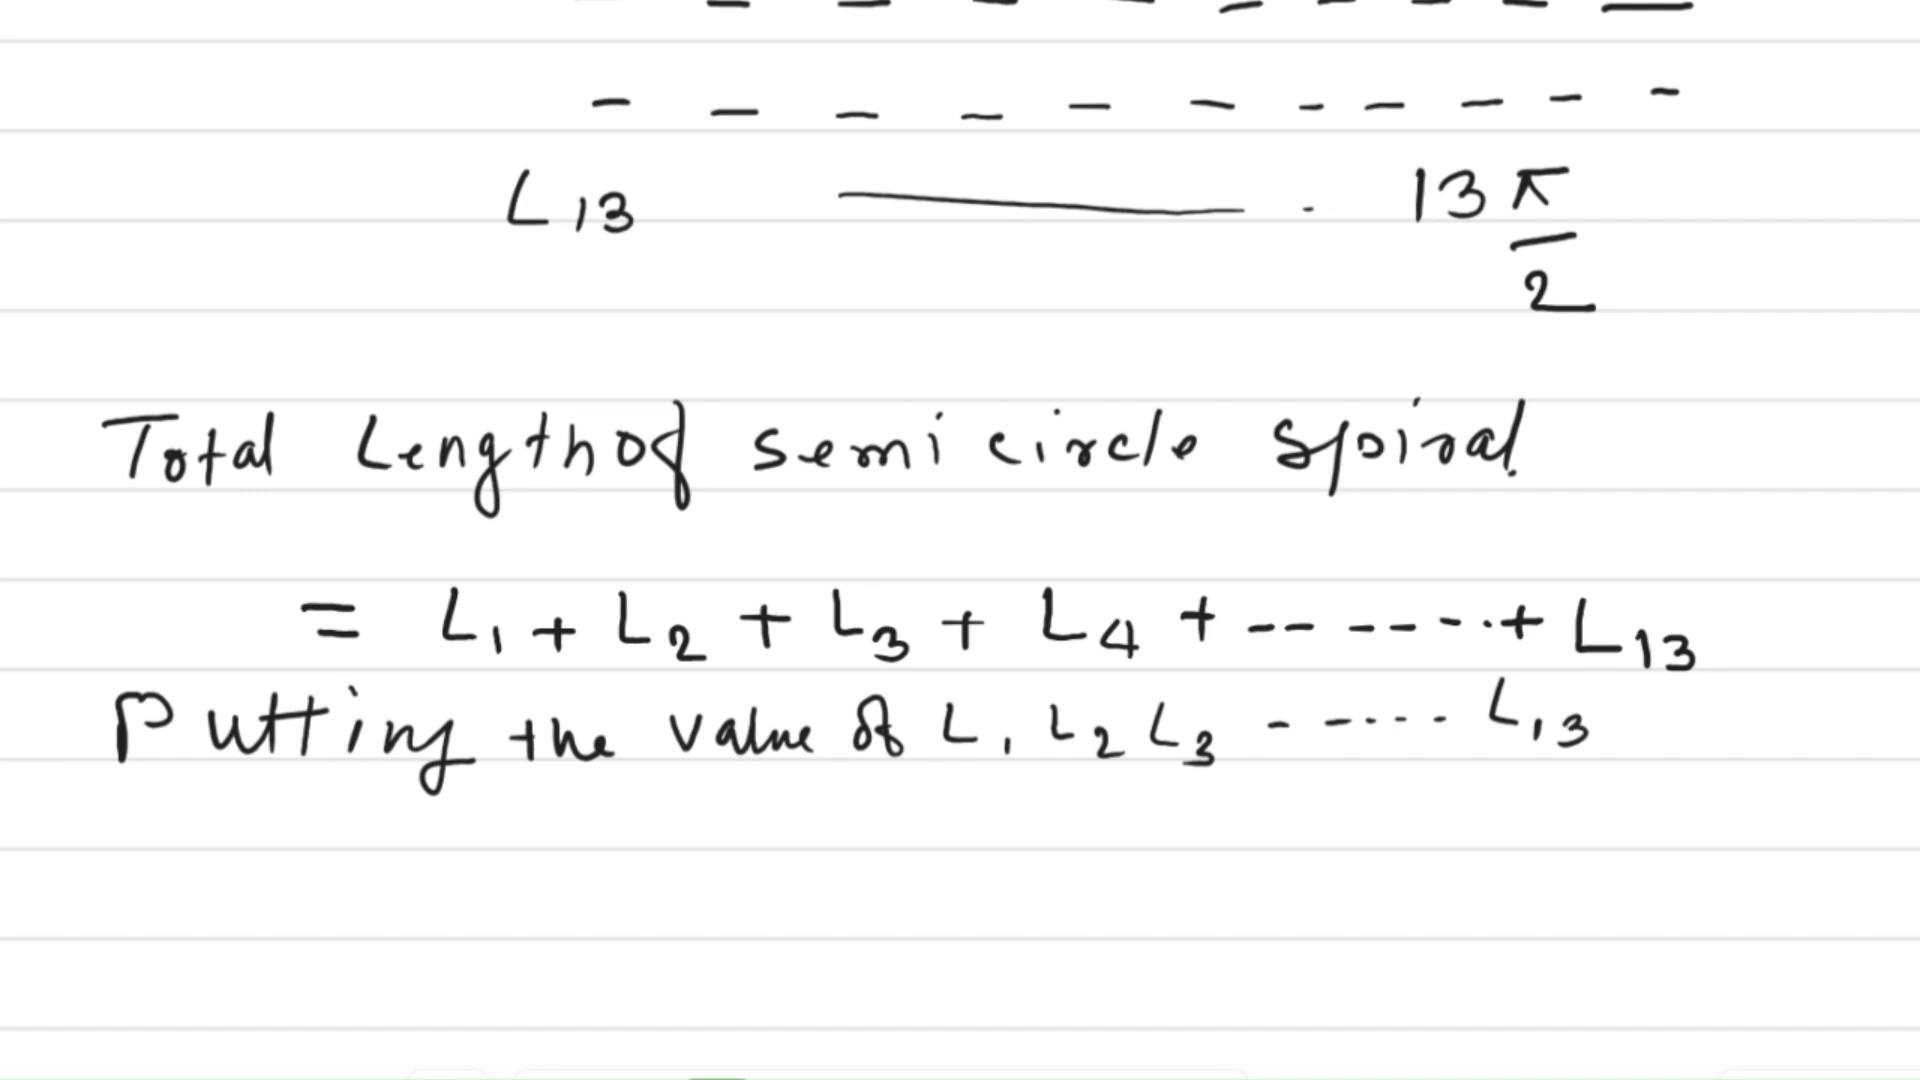 - - - - - - - - - -
- - - - - - - - - - -
L₁₃ ——— . 13 π/2
Total Length of semi circle spiral.
= L₁ + L₂ + L₃ + L₄ + ------- + L₁₃
Putting the value of L₁ L₂ L₃ ------ L₁₃